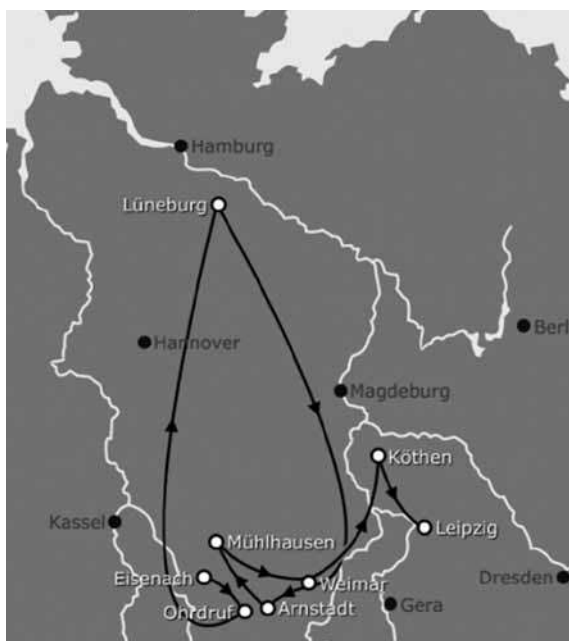 Hamburg
Lüneburg
Berl
Hannover
Magdeburg
Köthen
Kassel
Leipzig
Mühlhausen
Eisenach
Weimar
Dresden
Ohrdruf
Arnstadt
Gera